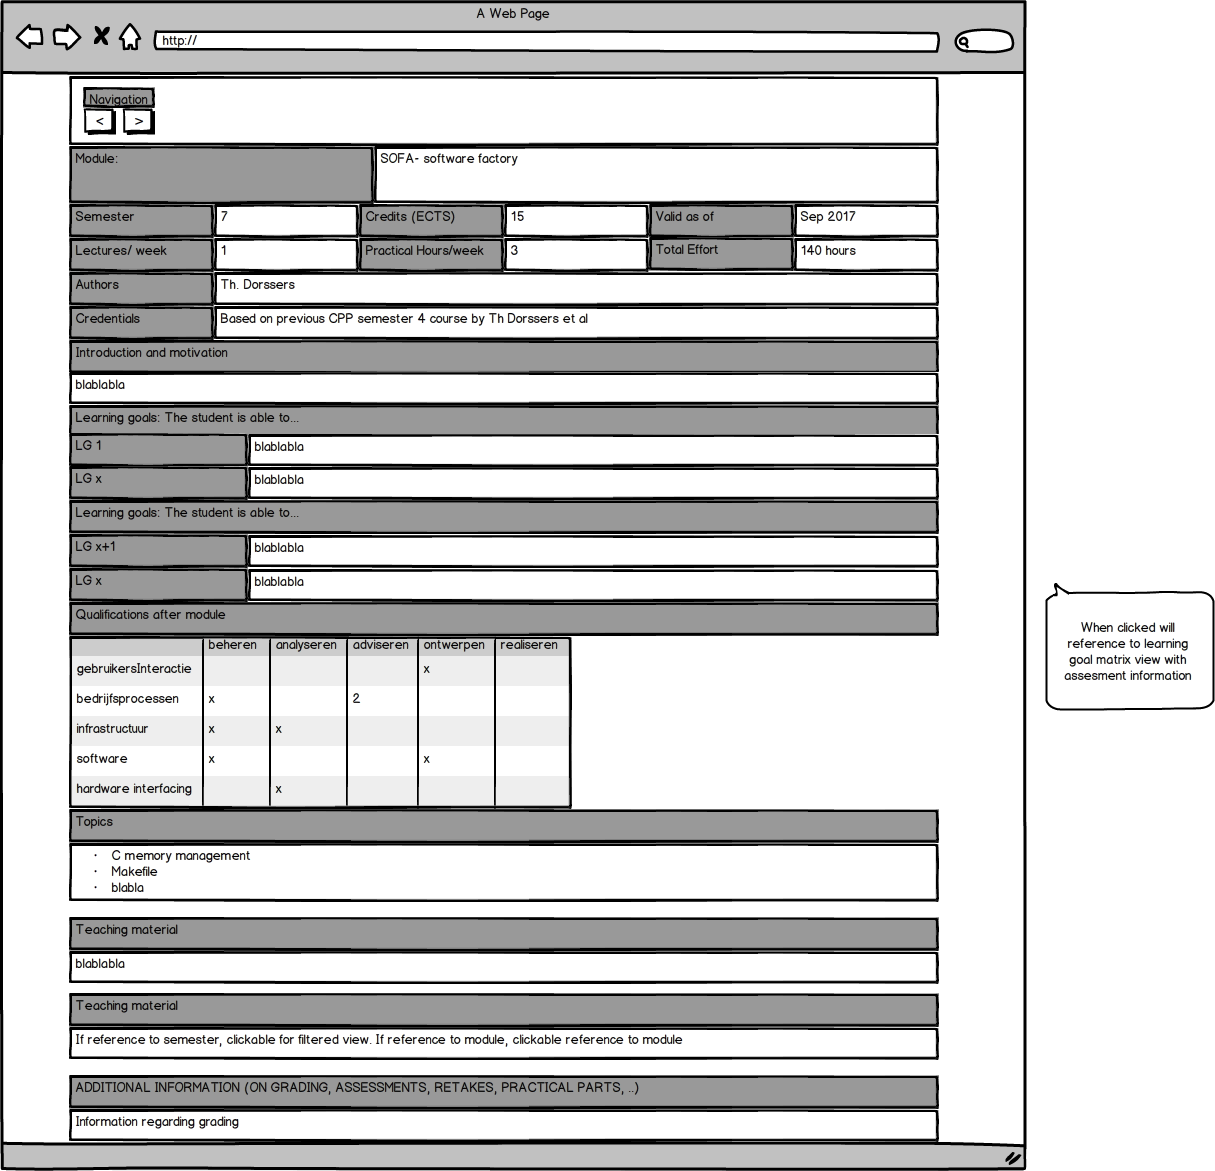 A Web Page
http://
Navigation
< >
Module: SOFA- software factory
Semester 7 Credits (ECTS) 15 Valid as of Sep 2017
Lectures/ week 1 Practical Hours/week 3 Total Effort 140 hours
Authors Th. Dorssers
Credentials Based on previous CPP semester 4 course by Th Dorssers et al
Introduction and motivation
blablabla
Learning goals: The student is able to...
LG 1 blablabla
LG x blablabla
Learning goals: The student is able to...
LG x+1 blablabla
LG x blablabla
Qualifications after module
beheren analyseren adviseren ontwerpen realiseren
gebruikersInteractie x
bedrijfsprocessen x 2
infrastructuur x x
software x x
hardware interfacing x
Topics
· C memory management
· Makefile
· blabla
Teaching material
blablabla
Teaching material
If reference to semester, clickable for filtered view. If reference to module, clickable reference to module
ADDITIONAL INFORMATION (ON GRADING, ASSESSMENTS, RETAKES, PRACTICAL PARTS, ..)
Information regarding grading
When clicked will
reference to learning
goal matrix view with
assesment information